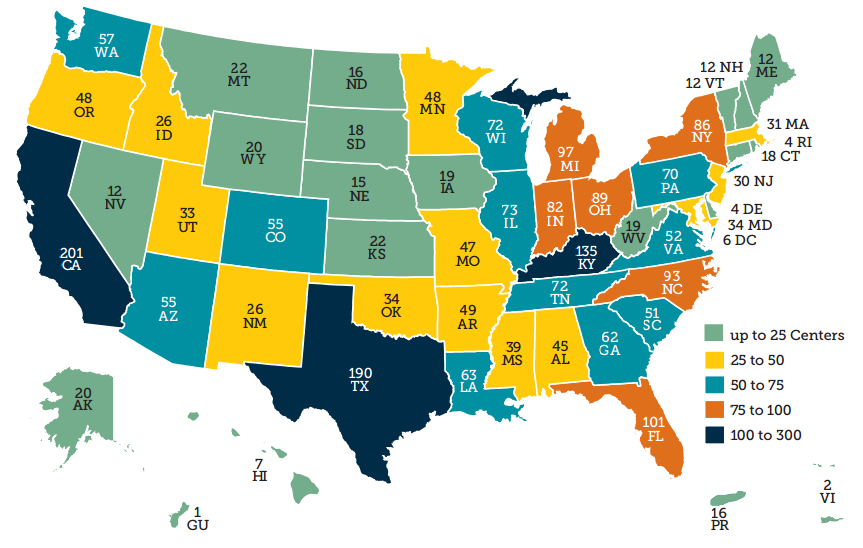 57
WA
48
OR
26
ID
22
MT
16
ND
18
SD
20
WY
15
NE
12
NV
33
UT
55
CO
22
KS
201
CA
55
AZ
26
NM
34
OK
190
TX
48
MN
19
IA
47
MO
49
AR
63
LA
72
WI
73
IL
97
MI
82
IN
89
OH
135
KY
72
TN
39
MS
45
AL
62
GA
101
FL
51
SC
93
NC
52
VA
19
WV
70
PA
86
NY
12 NH
12 VT
12
ME
31 MA
4 RI
18 CT
30 NJ
4 DE
34 MD
6 DC
up to 25 Centers
25 to 50
50 to 75
75 to 100
100 to 300
20
AK
7
HI
1
GU
16
PR
2
VI